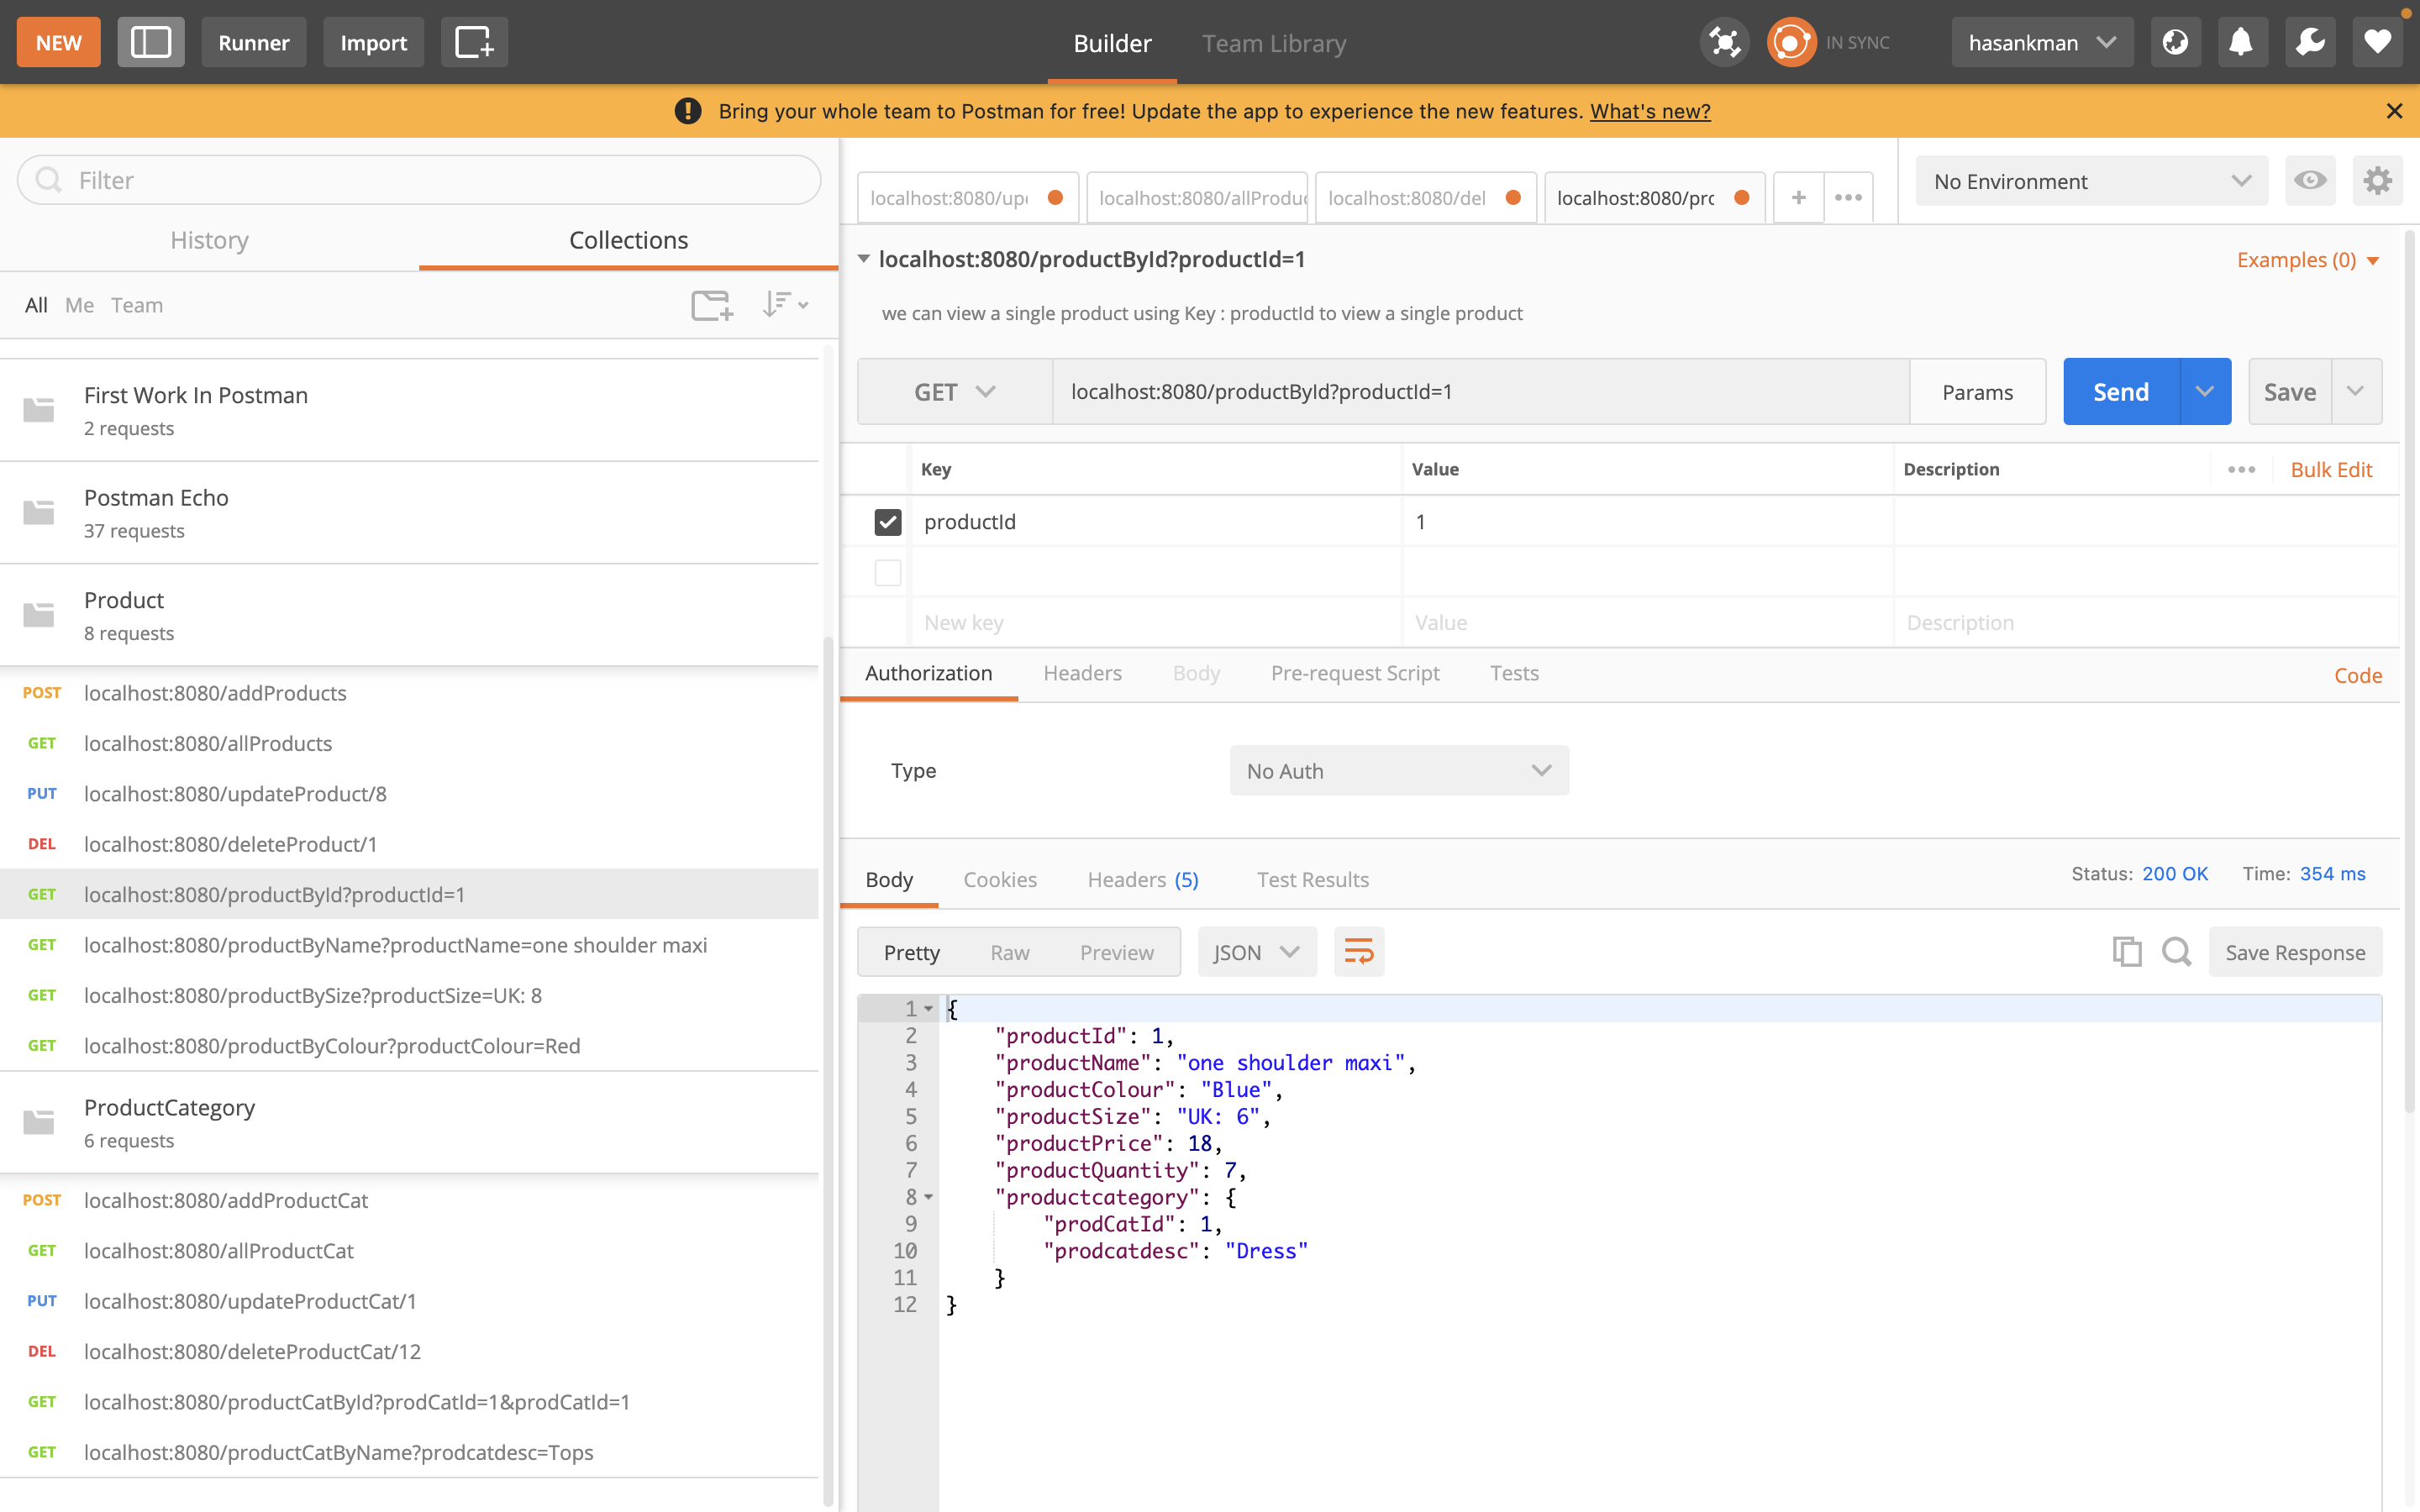 NEW
Runner
Import
Builder
Team Library
IN SYNC
hasankman
Bring your whole team to Postman for free! Update the app to experience the new features. What's new?
Filter
History
Collections
All Me Team
First Work In Postman
2 requests
Postman Echo
37 requests
Product
8 requests
POST localhost:8080/addProducts
GET localhost:8080/allProducts
PUT localhost:8080/updateProduct/8
DEL localhost:8080/deleteProduct/1
GET localhost:8080/productById?productId=1
GET localhost:8080/productByName?productName=one shoulder maxi
GET localhost:8080/productBySize?productSize=UK: 8
GET localhost:8080/productByColour?productColour=Red
ProductCategory
6 requests
POST localhost:8080/addProductCat
GET localhost:8080/allProductCat
PUT localhost:8080/updateProductCat/1
DEL localhost:8080/deleteProductCat/12
GET localhost:8080/productCatById?prodCatId=1&prodCatId=1
GET localhost:8080/productCatByName?prodcatdesc=Tops
localhost:8080/up
localhost:8080/allProdu
localhost:8080/del
localhost:8080/prc
No Environment
localhost:8080/productById?productId=1
Examples (0)
we can view a single product using Key : productId to view a single product
GET
localhost:8080/productById?productId=1
Params
Send
Save
Key Value Description Bulk Edit
productId 1
New key Value Description
Authorization Headers Body Pre-request Script Tests Code
Type No Auth
Body Cookies Headers (5) Test Results Status: 200 OK Time: 354 ms
Pretty Raw Preview JSON Save Response
1 {
2 "productId": 1,
3 "productName": "one shoulder maxi",
4 "productColour": "Blue",
5 "productSize": "UK: 6",
6 "productPrice": 18,
7 "productQuantity": 7,
8 "productcategory": {
9 "prodCatId": 1,
10 "prodcatdesc": "Dress"
11 }
12 }